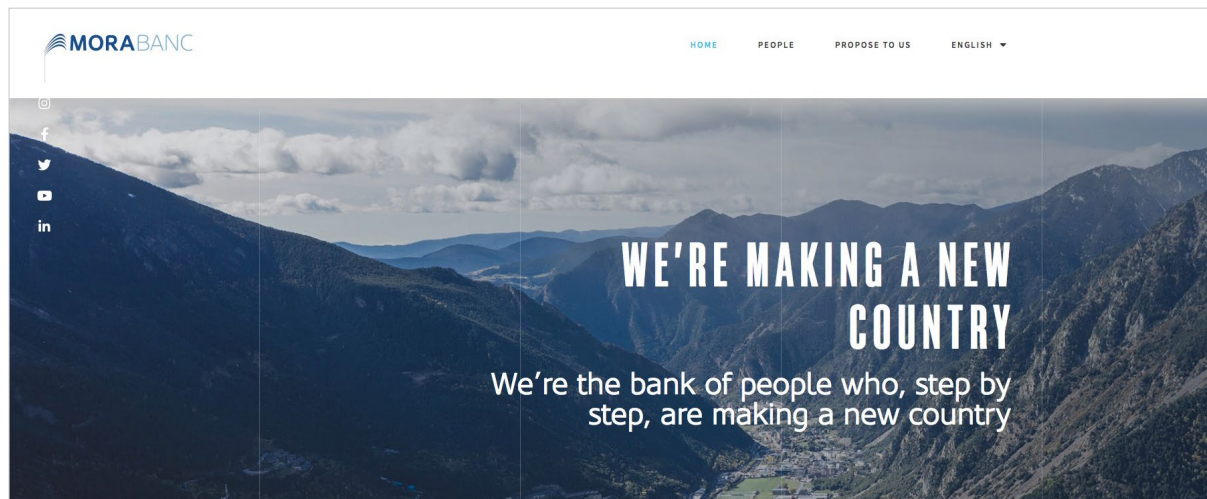 MORABANC
HOME PEOPLE PROPOSE TO US ENGLISH
WE'RE MAKING A NEW
COUNTRY
We're the bank of people who, step by
step, are making a new country